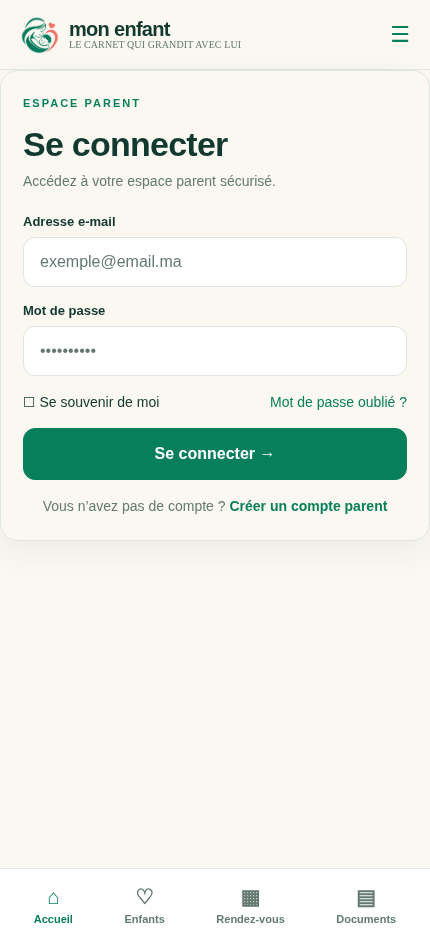 mon enfant
LE CARNET QUI GRANDIT AVEC LUI
☰
ESPACE PARENT
Se connecter
Accédez à votre espace parent sécurisé.
Adresse e-mail
exemple@email.ma
Mot de passe
••••••••••
☐ Se souvenir de moi Mot de passe oublié ?
Se connecter →
Vous n’avez pas de compte ? Créer un compte parent
Accueil Enfants Rendez-vous Documents